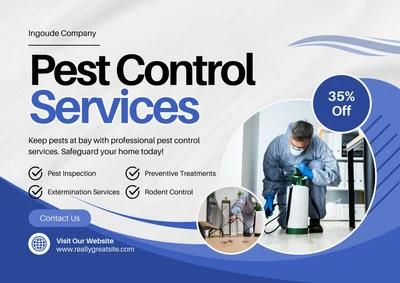 Ingoude Company
Pest Control
Services
35%
Off
Keep pests at bay with professional pest control
services. Safeguard your home today!
Pest Inspection
Preventive Treatments
Extermination Services
Rodent Control
Contact Us
Visit Our Website
www.reallygreatsite.com